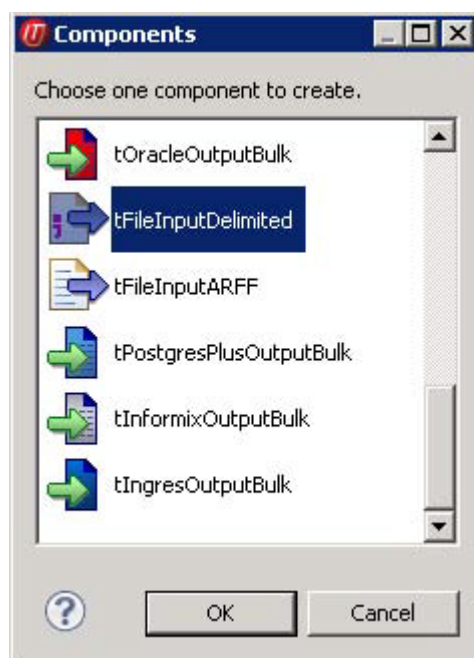 Components
Choose one component to create.
tOracleOutputBulk
tFileInputDelimited
tFileInputARFF
tPostgresPlusOutputBulk
tInformixOutputBulk
tIngresOutputBulk
?
OK
Cancel